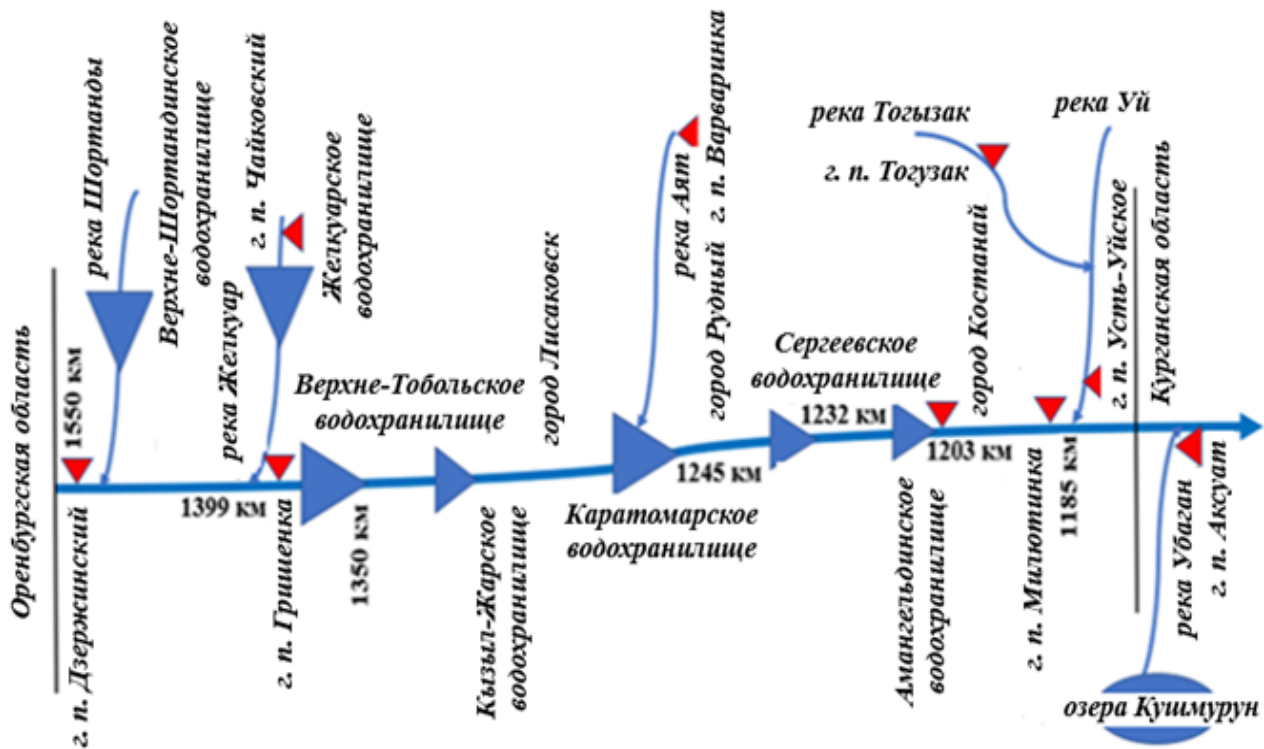 Оренбургская область
г. п. Дзержинский
1550 км
река Шортанды
Верхне-Шортандинское
водохранилище
река Желкуар
1399 км
г. п. Чайковский
Желкуарское
водохранилище
г. п. Гришенка
Верхне-Тобольское
водохранилище
1350 км
Кызыл-Жарское
водохранилище
город Лисаковск
Каратомарское
водохранилище
река Аят
г. п. Варваринка
город Рудный
1245 км
Сергеевское
водохранилище
1232 км
Амангельдинское
водохранилище
1203 км
город Костанай
река Тогызак
г. п. Тогузак
г. п. Милютинка
1185 км
река Уй
г. п. Усть-Уйское
Курганская область
река Убаган
г. п. Аксуат
озера Кушмурун